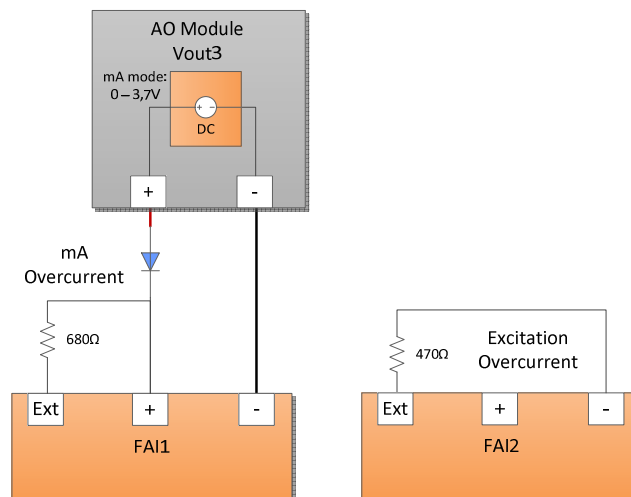 AO Module
Vout3
mA mode:
0 – 3,7V
+ -
DC
+
-
mA
Overcurrent
680Ω
Ext
+
-
FAI1
470Ω
Excitation
Overcurrent
Ext
+
-
FAI2